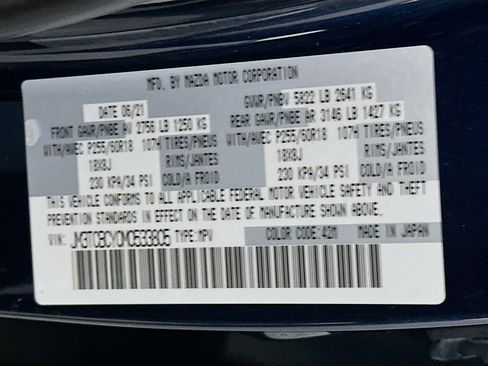 MFD. BY MAZDA MOTOR CORPORATION
DATE 06/21 GVWR/PNBV 5822 LB 2641 KG
FRONT GAWR/PNBE AV 2756 LB 1250 KG REAR GAWR/PNBE AR 3146 LB 1427 KG
WITH/AVEC P255/60R18 107H TIRES/PNEUS WITH/AVEC P255/60R18 107H TIRES/PNEUS
18X8J RIMS/JANTES 18X8J RIMS/JANTES
230 KPA/34 PSI COLD/A FROID 230 KPA/34 PSI COLD/A FROID
THIS VEHICLE CONFORMS TO ALL APPLICABLE FEDERAL MOTOR VEHICLE SAFETY AND THEFT
PREVENTION STANDARDS IN EFFECT ON THE DATE OF MANUFACTURE SHOWN ABOVE.
VIN: JM3TCBCYXM0533805 TYPE:MPV COLOR CODE:42M MADE IN JAPAN